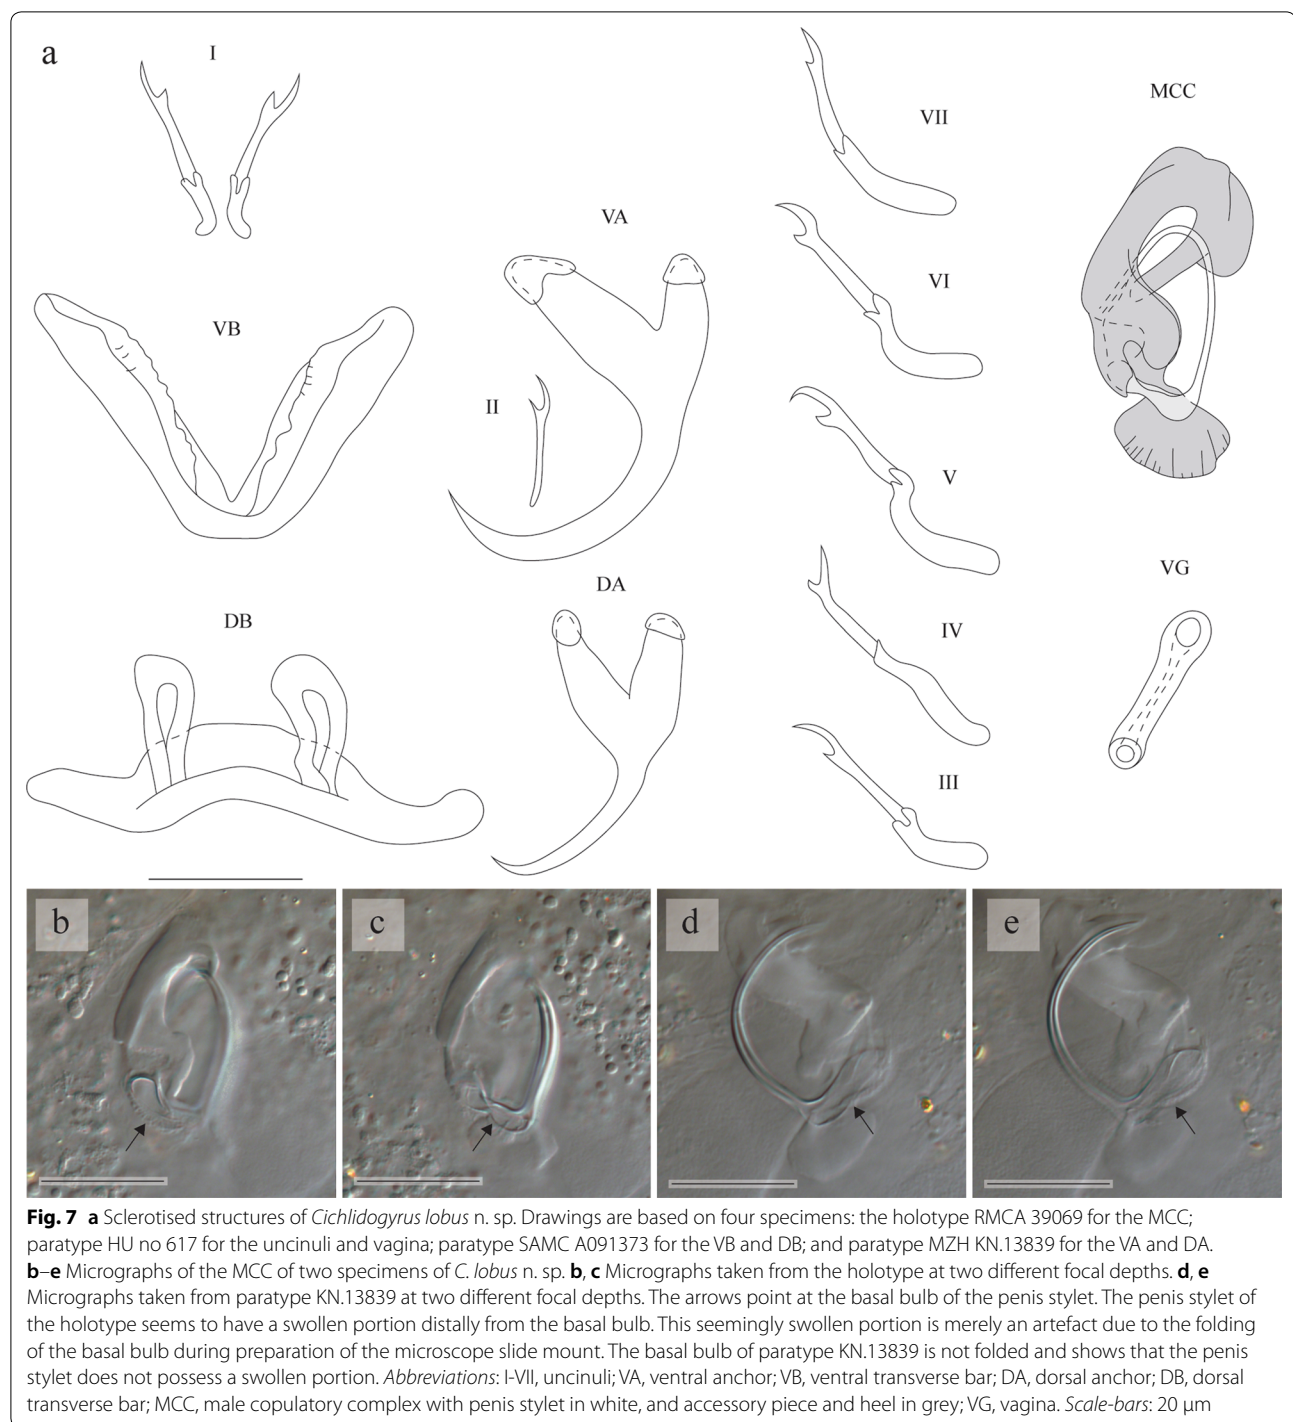 a
I
VII
MCC
VA
VI
VB
II
V
DA
VG
DB
IV
III
b
c
d
e
Fig. 7 a Sclerotised structures of Cichlidogyrus lobus n. sp. Drawings are based on four specimens: the holotype RMCA 39069 for the MCC;
paratype HU no 617 for the uncinuli and vagina; paratype SAMC A091373 for the VB and DB; and paratype MZH KN.13839 for the VA and DA.
b–e Micrographs of the MCC of two specimens of C. lobus n. sp. b, c Micrographs taken from the holotype at two different focal depths. d, e
Micrographs taken from paratype KN.13839 at two different focal depths. The arrows point at the basal bulb of the penis stylet. The penis stylet of
the holotype seems to have a swollen portion distally from the basal bulb. This seemingly swollen portion is merely an artefact due to the folding
of the basal bulb during preparation of the microscope slide mount. The basal bulb of paratype KN.13839 is not folded and shows that the penis
stylet does not possess a swollen portion. Abbreviations: I-VII, uncinuli; VA, ventral anchor; VB, ventral transverse bar; DA, dorsal anchor; DB, dorsal
transverse bar; MCC, male copulatory complex with penis stylet in white, and accessory piece and heel in grey; VG, vagina. Scale-bars: 20 μm